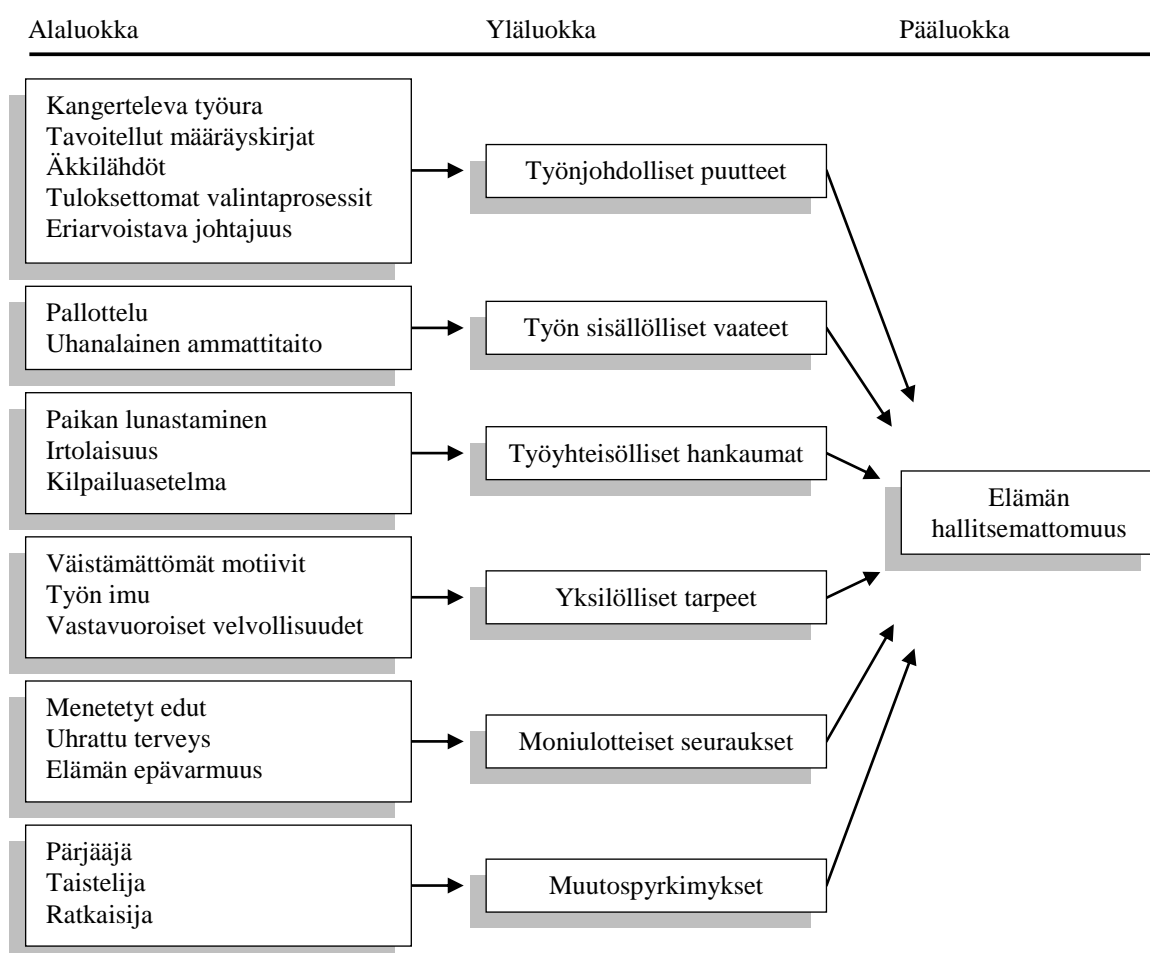 Alaluokka Yläluokka Pääluokka
Kangerteleva työura
Tavoitellut määräyskirjat
Äkkilähdöt
Tuloksettomat valintaprosessit
Eriarvoistava johtajuus
Työnjohdolliset puutteet
Pallottelu
Uhanalainen ammattitaito
Työn sisällölliset vaateet
Paikan lunastaminen
Irtolaisuus
Kilpailuasetelma
Työyhteisölliset hankaumat
Väistämättömät motiivit
Työn imu
Vastavuoroiset velvollisuudet
Yksilölliset tarpeet
Menetetyt edut
Uhrattu terveys
Elämän epävarmuus
Moniulotteiset seuraukset
Pärjääjä
Taistelija
Ratkaisija
Muutospyrkimykset
Elämän
hallitsemattomuus